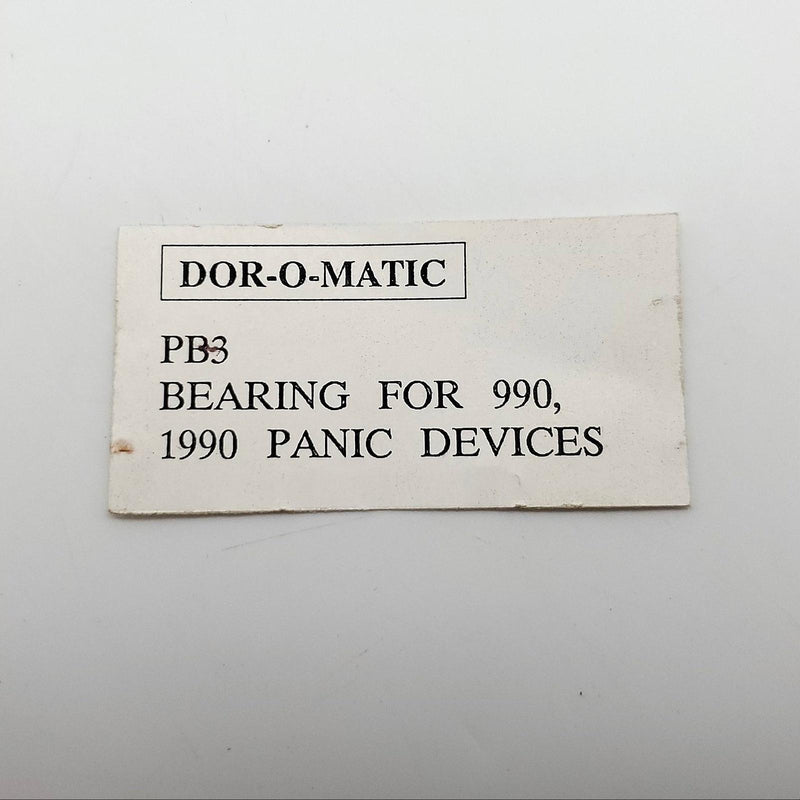 DOR-O-MATIC
PB3
BEARING FOR 990,
1990 PANIC DEVICES